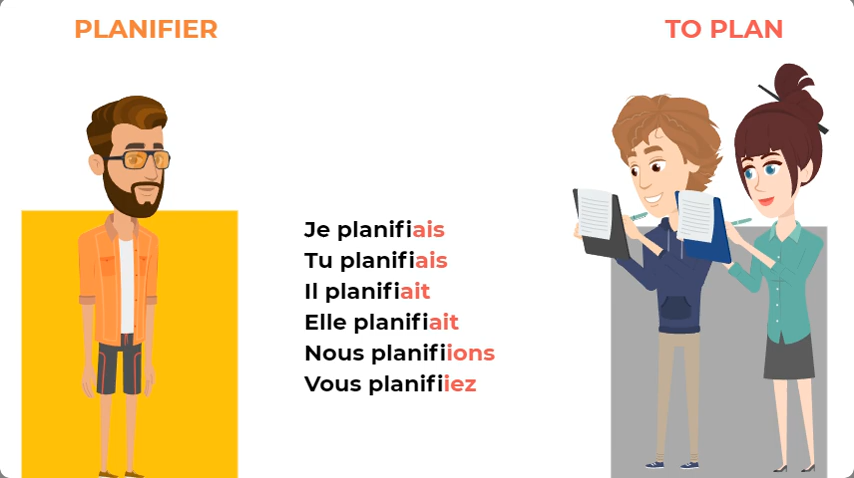 PLANIFIER
TO PLAN
Je planifiais
Tu planifiais
Il planifiait
Elle planifiait
Nous planifiions
Vous planifiiez